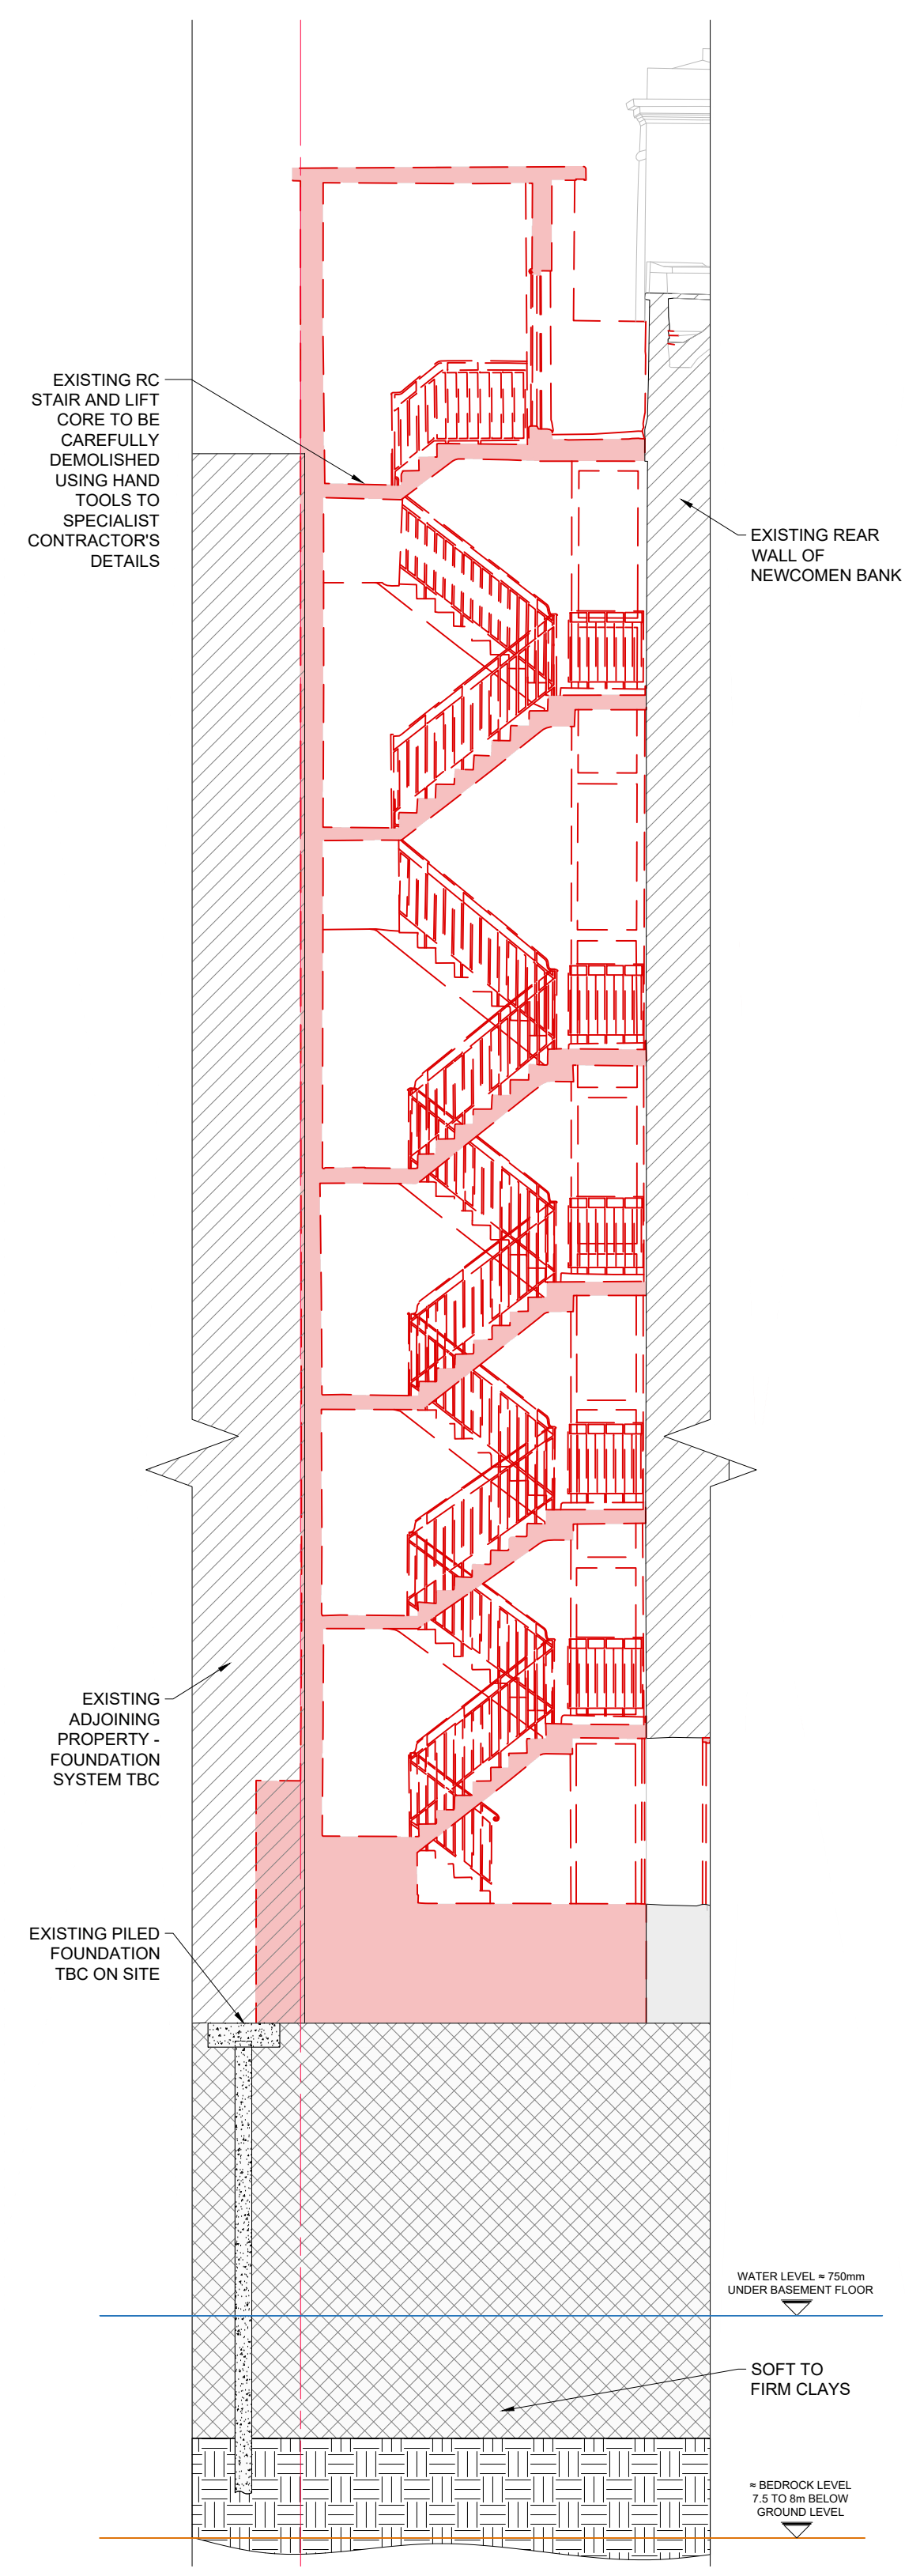 EXISTING RC
STAIR AND LIFT
CORE TO BE
CAREFULLY
DEMOLISHED
USING HAND
TOOLS TO
SPECIALIST
CONTRACTOR'S
DETAILS
EXISTING REAR
WALL OF
NEWCOMEN BANK
EXISTING
ADJOINING
PROPERTY -
FOUNDATION
SYSTEM TBC
EXISTING PILED
FOUNDATION
TBC ON SITE
WATER LEVEL ≈ 750mm
UNDER BASEMENT FLOOR
SOFT TO
FIRM CLAYS
≈ BEDROCK LEVEL
7.5 TO 8m BELOW
GROUND LEVEL